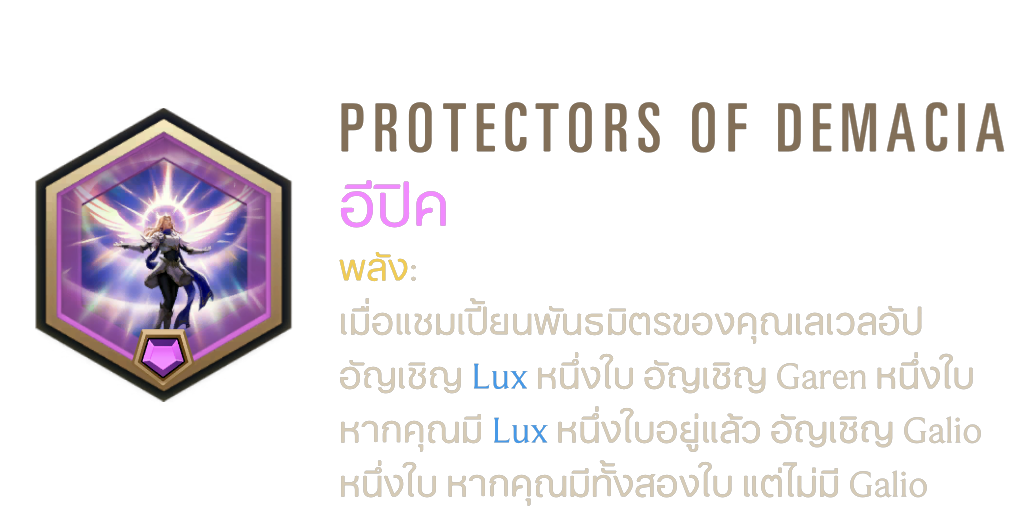 PROTECTORS OF DEMACIA
อีปิค
พลัง:
เมื่อแชมเปี้ยนพันธมิตรของคุณเลเวลอัป
อัญเชิญ Lux หนึ่งใบ อัญเชิญ Garen หนึ่งใบ
หากคุณมี Lux หนึ่งใบอยู่แล้ว อัญเชิญ Galio
หนึ่งใบ หากคุณมีทั้งสองใบ แต่ไม่มี Galio